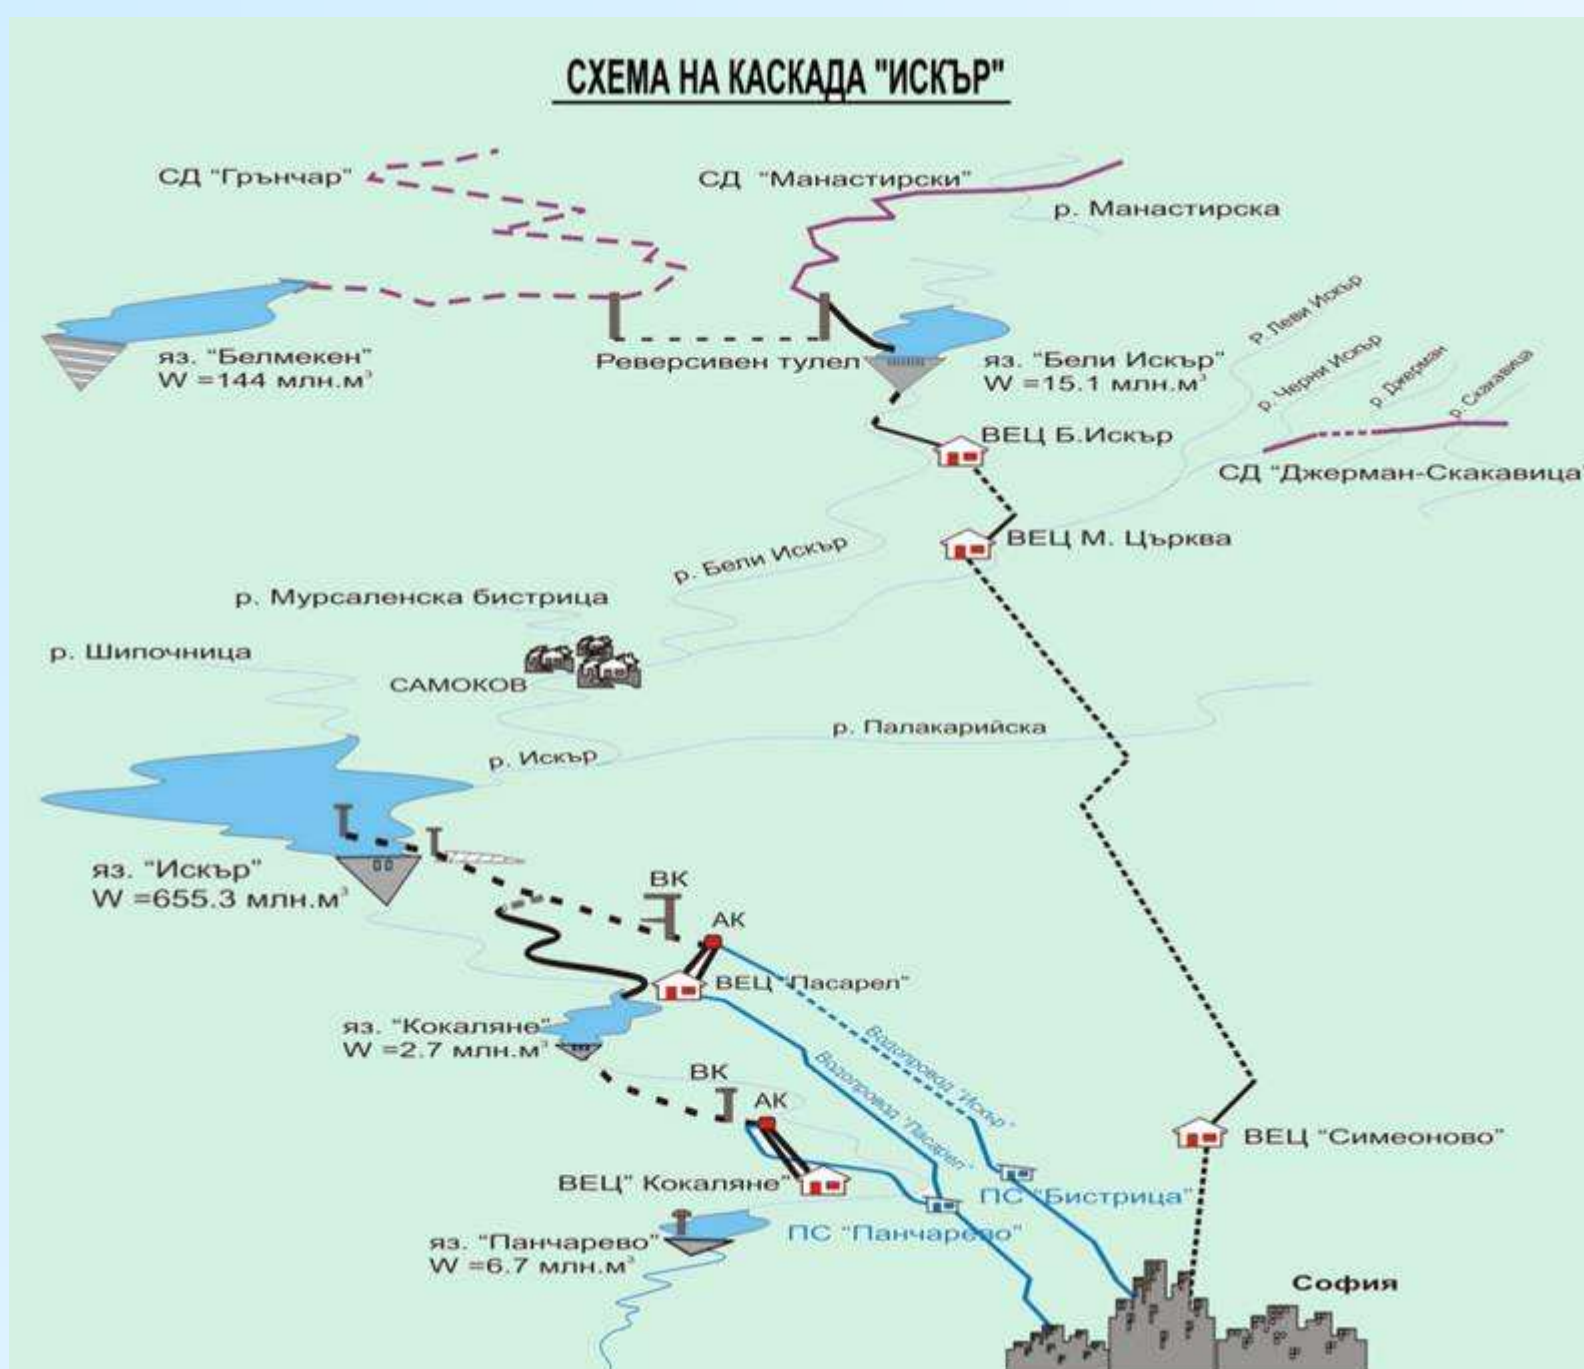 СХЕМА НА КАСКАДА "ИСКЪР"
СД "Грънчар"
СД "Манастирски"
р. Манастирска
яз. "Белмекен"
W =144 млн.м³
Реверсивен тулел
яз. "Бели Искър"
W =15.1 млн.м³
Р. Леви Искър
р. Черни Искър
р. Джерман
р. Скакавица
СД "Джерман-Скакавица"
ВЕЦ Б.Искър
ВЕЦ М. Църква
р. Бели Искър
р. Мурсаленска бистрица
р. Шипочница
САМОКОВ
р. Палакарийска
р. Искър
яз. "Искър"
W =655.3 млн.м³
ВК
АК
ВЕЦ "Пасарел"
яз. "Кокаляне"
W =2.7 млн.м³
Водопровод "Искър"
Водопровод "Пасарел"
ВК
АК
ВЕЦ "Симеоново"
ВЕЦ" Кокаляне"
ПС "Бистрица"
ПС "Панчарево"
яз. "Панчарево"
W =6.7 млн.м³
София